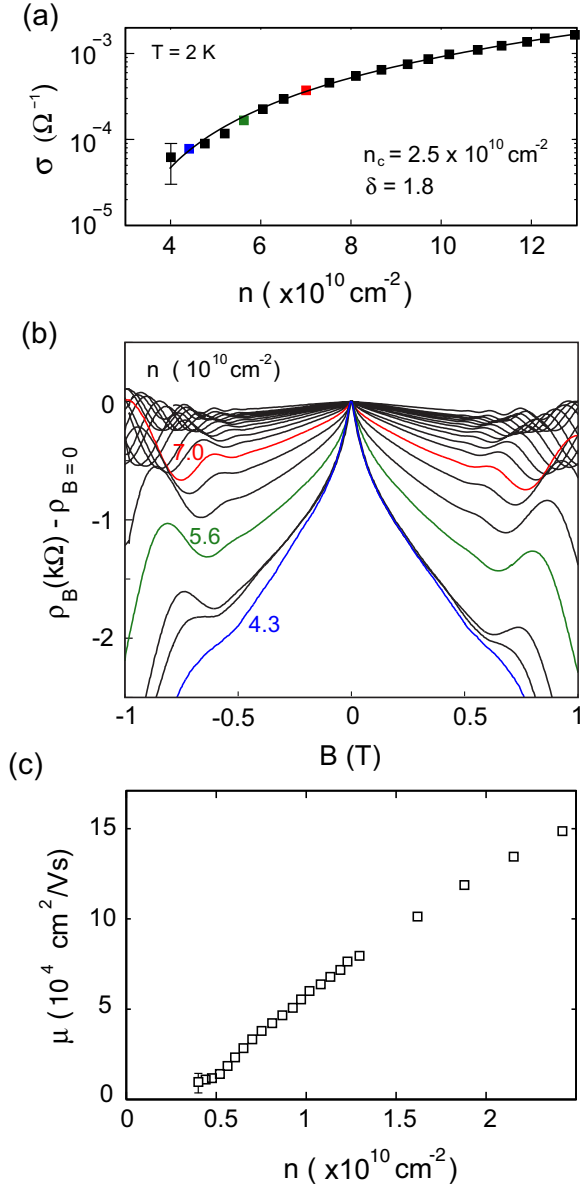 (a)
10⁻³
10⁻⁴
10⁻⁵
σ (Ω⁻¹)
T = 2 K
n_c = 2.5 x 10¹⁰ cm⁻²
δ = 1.8
4 6 8 10 12
n ( x10¹⁰ cm⁻²)
(b)
n (10¹⁰cm⁻²)
0
-1
-2
ρ_B(kΩ) - ρ_B = 0
7.0
5.6
4.3
-1 -0.5 0 0.5 1
B (T)
(c)
15
10
5
0
μ (10⁴ cm²/Vs)
0 0.5 1 1.5 2
n ( x10¹⁰ cm⁻²)